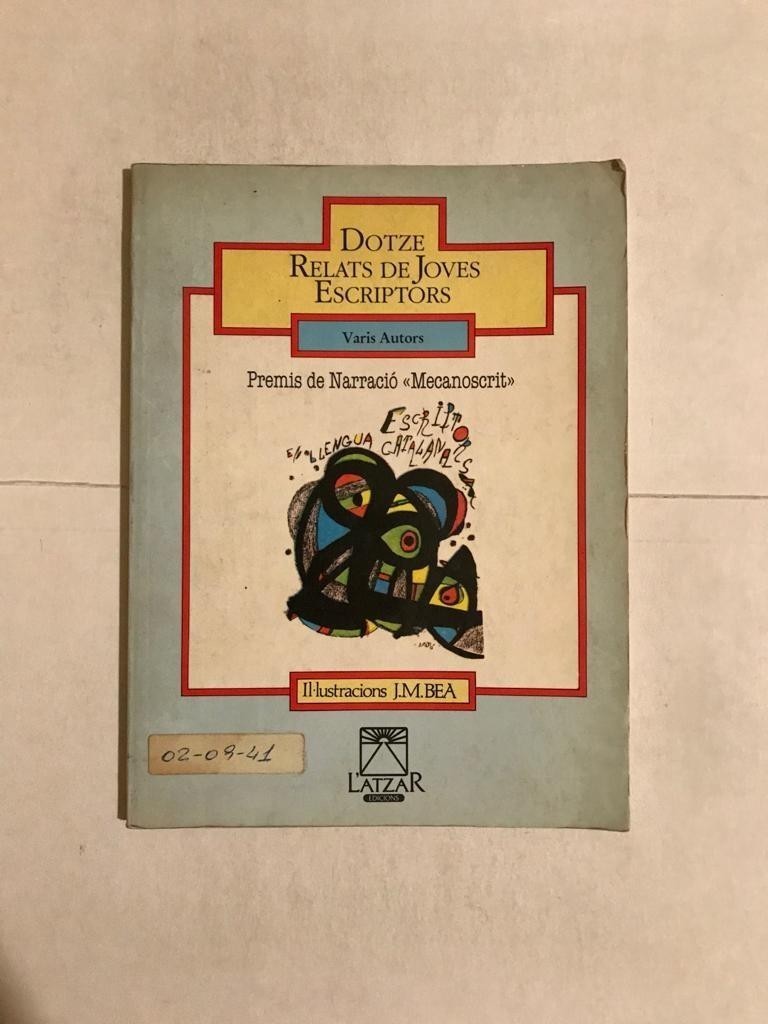 DOTZE
RELATS DE JOVES
ESCRIPTORS
Varis Autors
Premis de Narració «Mecanoscrit»
ESCRIPTORS
EN LLENGUA CATALANA
Il·lustracions J.M.BEA
02-09-41
L'ATZAR
EDICIONS